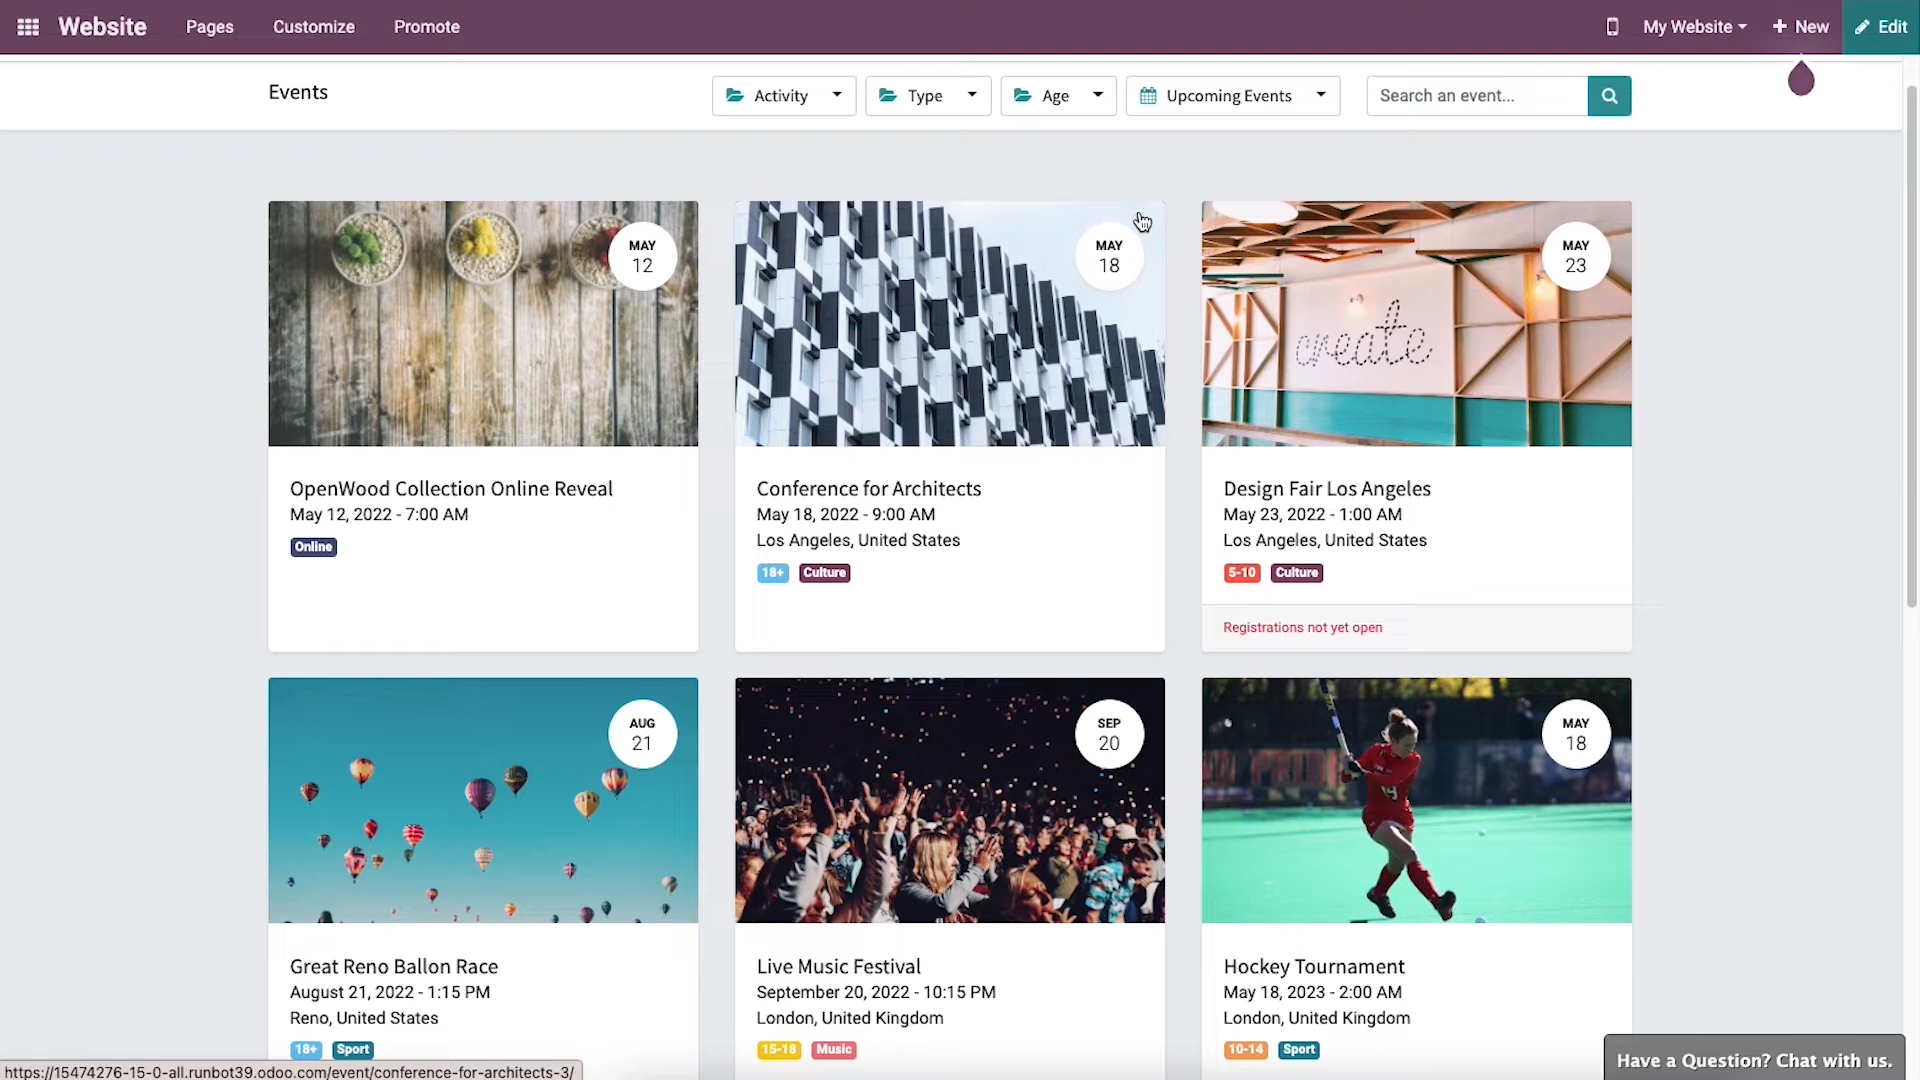 Website
Pages
Customize
Promote
My Website
New
Edit
Events
Activity
Type
Age
Upcoming Events
Search an event...
MAY
12
OpenWood Collection Online Reveal
May 12, 2022 - 7:00 AM
Online
MAY
18
Conference for Architects
May 18, 2022 - 9:00 AM
Los Angeles, United States
18+ Culture
MAY
23
create
Design Fair Los Angeles
May 23, 2022 - 1:00 AM
Los Angeles, United States
5-10 Culture
Registrations not yet open
AUG
21
Great Reno Ballon Race
August 21, 2022 - 1:15 PM
Reno, United States
18+ Sport
SEP
20
Live Music Festival
September 20, 2022 - 10:15 PM
London, United Kingdom
15-18 Music
MAY
18
Hockey Tournament
May 18, 2023 - 2:00 AM
London, United Kingdom
10-14 Sport
Have a Question? Chat with us.
https://15474276-15-0-all.runbot39.odoo.com/event/conference-for-architects-3/